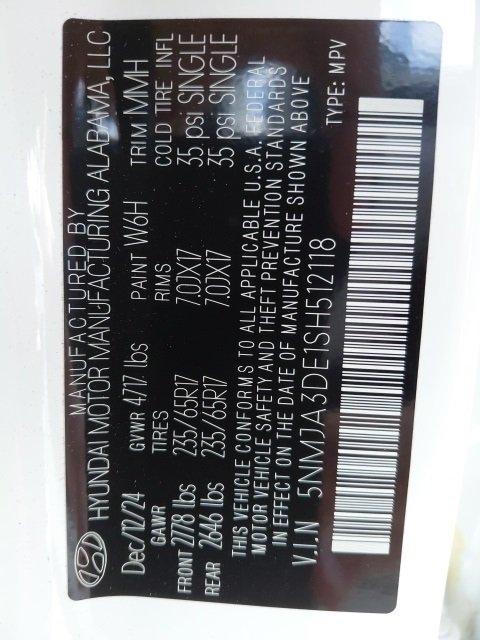 MANUFACTURED BY
HYUNDAI MOTOR MANUFACTURING ALABAMA, LLC
Dec/12/24 GVWR 4717 lbs PAINT W6H TRIM MMH
GAWR TIRES RIMS COLD TIRE INFL
FRONT 2778 lbs 235/65R17 7.0JX17 35 psi SINGLE
REAR 2646 lbs 235/65R17 7.0JX17 35 psi SINGLE
THIS VEHICLE CONFORMS TO ALL APPLICABLE U.S.A. FEDERAL
MOTOR VEHICLE SAFETY AND THEFT PREVENTION STANDARDS
IN EFFECT ON THE DATE OF MANUFACTURE SHOWN ABOVE
V.I.N 5NMJA3DE1SH512118 TYPE: MPV